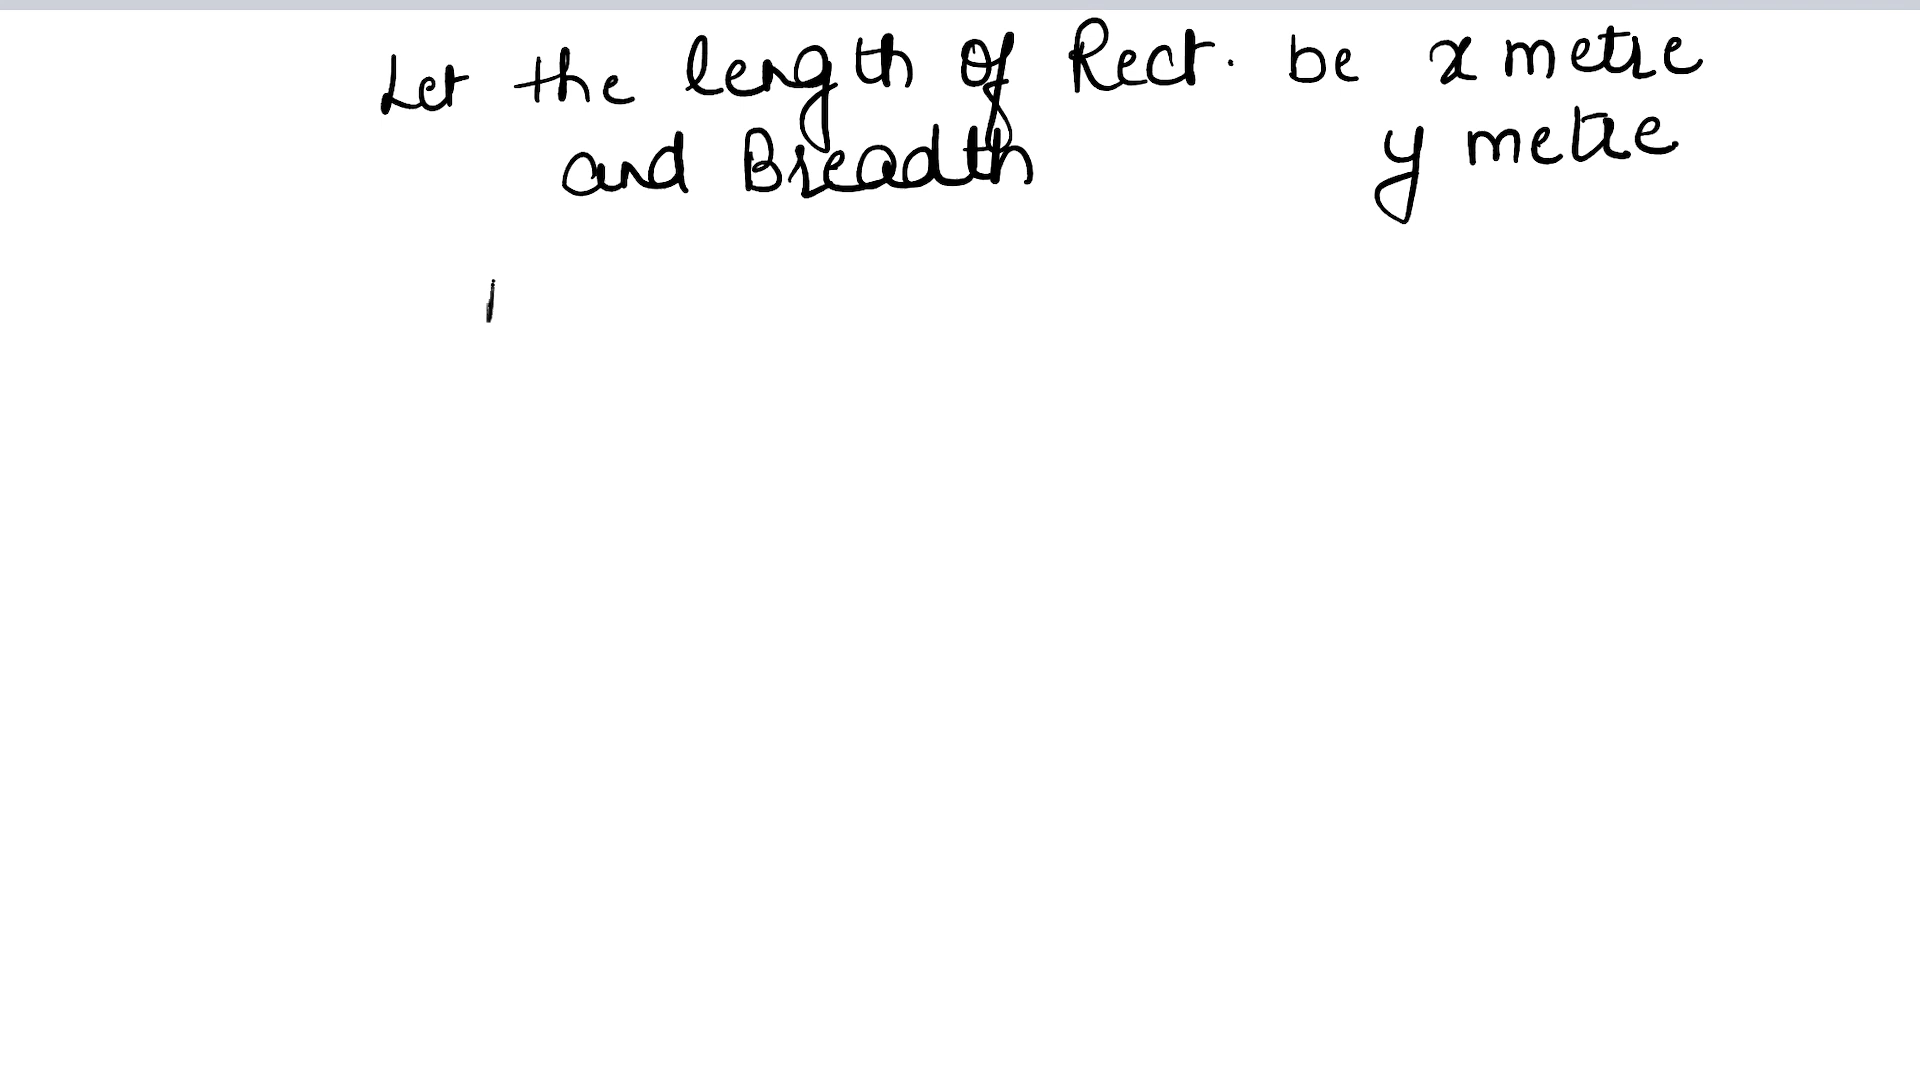 Let the length of Rect. be x metre
and Breadth y metre